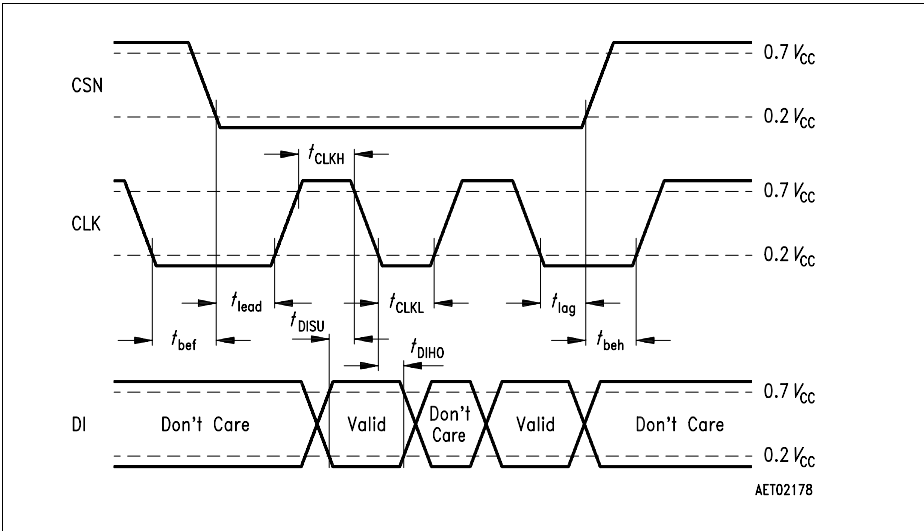 0.7 VCC
CSN
0.2 VCC
tCLKH
0.7 VCC
CLK
0.2 VCC
tlead
tCLKL
tlag
tDISU
tbef
tbeh
tDIHO
0.7 VCC
DI
Don't Care
Valid
Don't
Care
Valid
Don't Care
0.2 VCC
AET02178